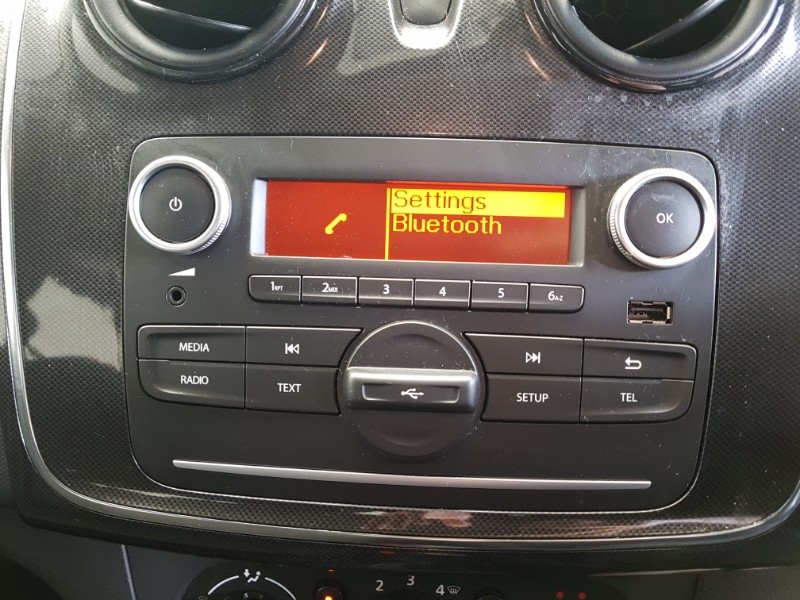 Settings
Bluetooth
OK
1RPT 2MIX 3 4 5 6A-Z
MEDIA
RADIO TEXT SETUP TEL
2 3 4